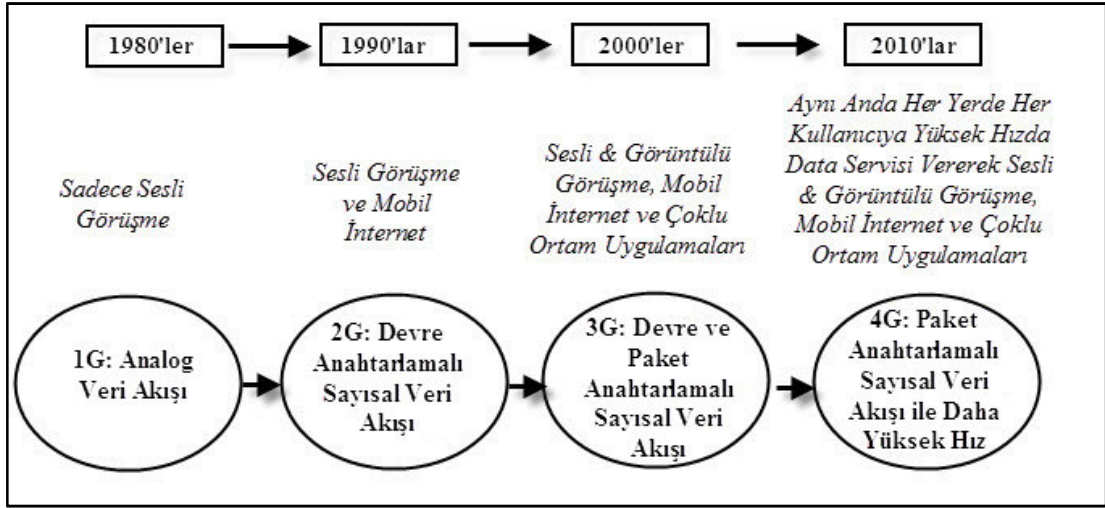 1980'ler
1990'lar
2000'ler
2010'lar
Sadece Sesli
Görüşme
Sesli Görüşme
ve Mobil
İnternet
Sesli & Görüntülü
Görüşme, Mobil
İnternet ve Çoklu
Ortam Uygulamaları
Aynı Anda Her Yerde Her
Kullanıcıya Yüksek Hızda
Data Servisi Vererek Sesli
& Görüntülü Görüşme,
Mobil İnternet ve Çoklu
Ortam Uygulamaları
1G: Analog
Veri Akışı
2G: Devre
Anahtarlamalı
Sayısal Veri
Akışı
3G: Devre ve
Paket
Anahtarlamalı
Sayısal Veri
Akışı
4G: Paket
Anahtarlamalı
Sayısal Veri
Akışı ile Daha
Yüksek Hız